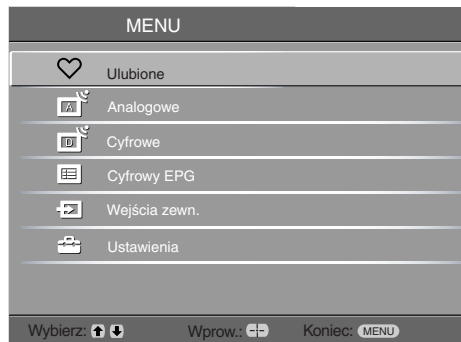 MENU
Ulubione
A Analogowe
D Cyfrowe
Cyfrowy EPG
Wejścia zewn.
Ustawienia
Wybierz: Wprow.: Koniec: MENU